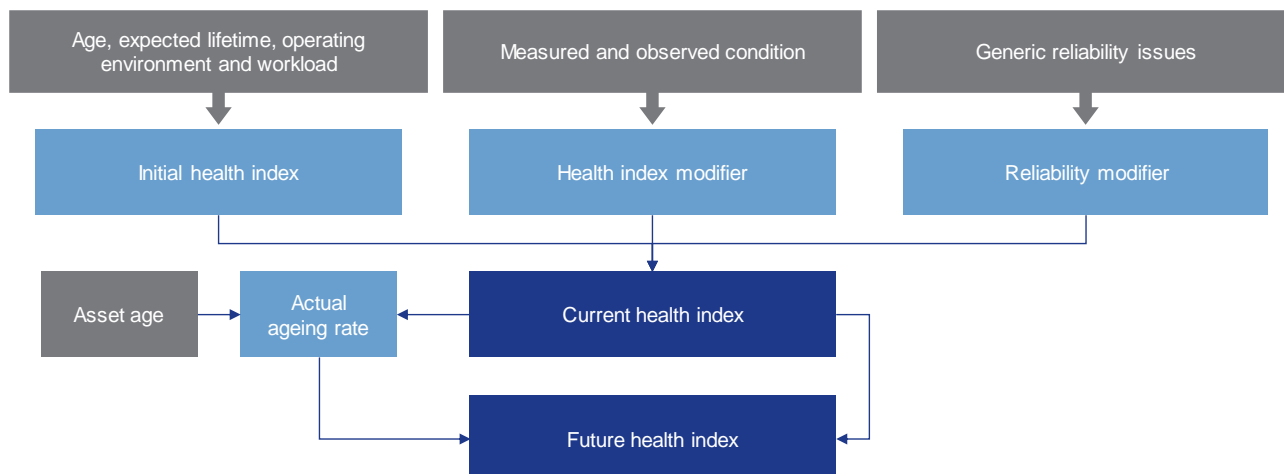 Age, expected lifetime, operating
environment and workload
Measured and observed condition
Generic reliability issues
Initial health index
Health index modifier
Reliability modifier
Asset age
Actual
ageing rate
Current health index
Future health index